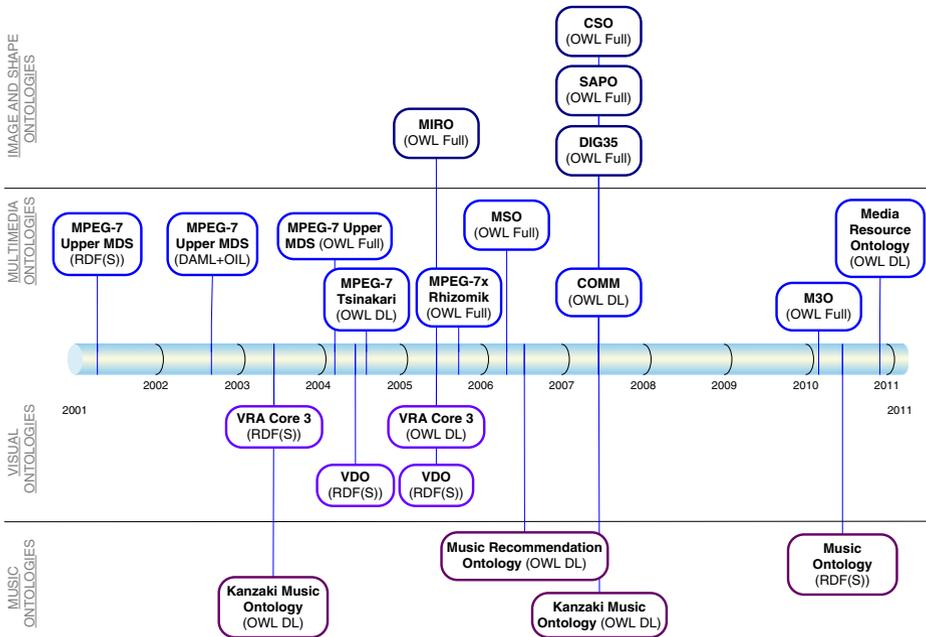 IMAGE AND SHAPE
ONTOLOGIES
CSO
(OWL Full)
SAPO
(OWL Full)
MIRO
(OWL Full)
DIG35
(OWL Full)
MULTIMEDIA
ONTOLOGIES
MPEG-7
Upper MDS
(RDF(S))
MPEG-7
Upper MDS
(DAML+OIL)
MPEG-7 Upper
MDS (OWL Full)
MPEG-7
Tsinakari
(OWL DL)
MPEG-7x
Rhizomik
(OWL Full)
MSO
(OWL Full)
COMM
(OWL DL)
M3O
(OWL Full)
Media
Resource
Ontology
(OWL DL)
2002
2003
2004
2005
2006
2007
2008
2009
2010
2011
2001
2011
VISUAL
ONTOLOGIES
VRA Core 3
(RDF(S))
VDO
(RDF(S))
VRA Core 3
(OWL DL)
VDO
(RDF(S))
MUSIC
ONTOLOGIES
Kanzaki Music
Ontology
(OWL DL)
Music Recommendation
Ontology (OWL DL)
Kanzaki Music
Ontology (OWL DL)
Music
Ontology
(RDF(S))